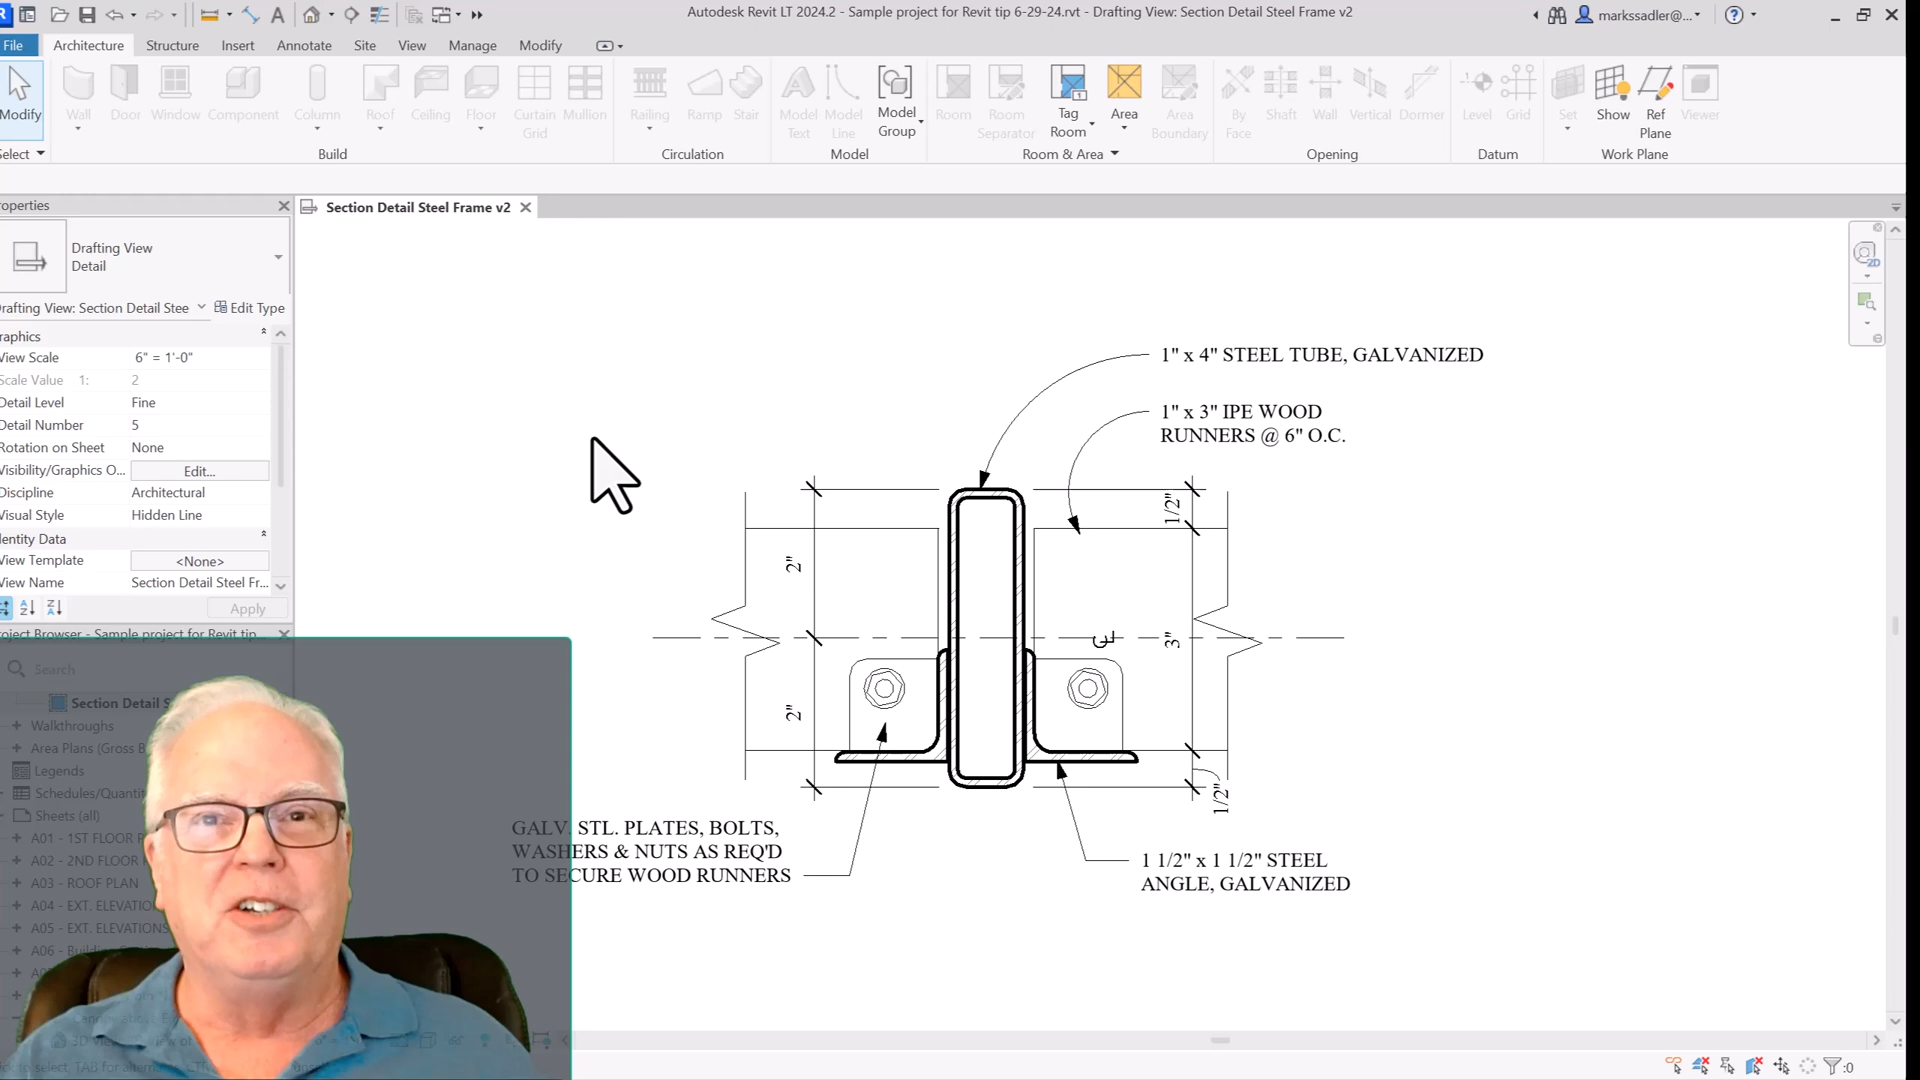 Autodesk Revit LT 2024.2 - Sample project for Revit tip 6-29-24.rvt - Drafting View: Section Detail Steel Frame v2
markssadler@...
File Architecture Structure Insert Annotate Site View Manage Modify
Modify
Wall Door Window Component Column Roof Ceiling Floor Curtain Grid Mullion
Railing Ramp Stair
Model Text Model Line Model Group
Room Room Separator Tag Room Area Area Boundary
By Face Shaft Wall Vertical Dormer
Level Grid
Set Show Ref Plane Viewer
Select Build Circulation Model Room & Area Opening Datum Work Plane
operties
Section Detail Steel Frame v2
Drafting View
Detail
rafting View: Section Detail Stee Edit Type
raphics
View Scale 6" = 1'-0"
Scale Value 1: 2
Detail Level Fine
Detail Number 5
Rotation on Sheet None
Visibility/Graphics O... Edit...
Discipline Architectural
Visual Style Hidden Line
dentity Data
View Template <None>
View Name Section Detail Steel Fr...
Apply
oject Browser - Sample project for Revit tip
Search
Section Detail S
Walkthroughs
Area Plans (Gross B
Legends
Schedules/Quantit
Sheets (all)
A01 - 1ST FLOOR P
A02 - 2ND FLOOR
A03 - ROOF PLAN
A04 - EXT. ELEVATIO
A05 - EXT. ELEVATIONS
A06 - Building
3D View
1" x 4" STEEL TUBE, GALVANIZED
1" x 3" IPE WOOD
RUNNERS @ 6" O.C.
1/2"
2"
3"
2"
1/2"
GALV. STL. PLATES, BOLTS,
WASHERS & NUTS AS REQ'D
TO SECURE WOOD RUNNERS
1 1/2" x 1 1/2" STEEL
ANGLE, GALVANIZED
:0